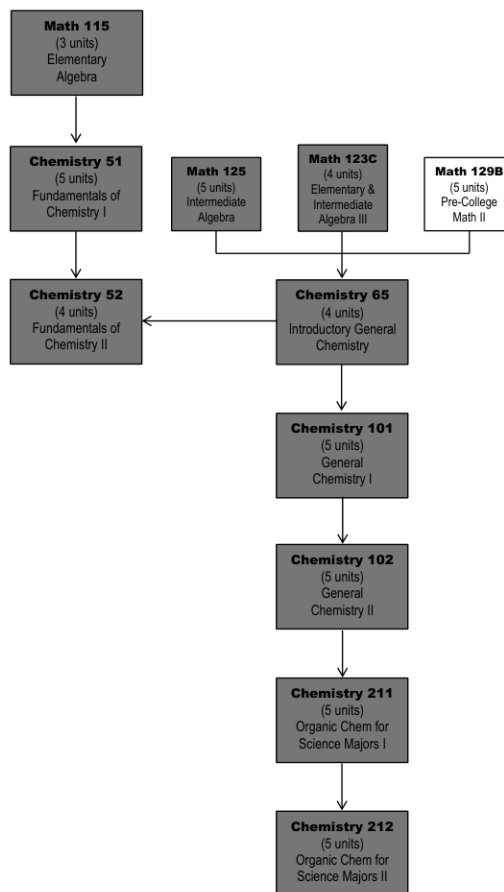 Math 115
(3 units)
Elementary
Algebra
Chemistry 51
(5 units)
Fundamentals of
Chemistry I
Math 125
(5 units)
Intermediate
Algebra
Math 123C
(4 units)
Elementary &
Intermediate
Algebra III
Math 129B
(5 units)
Pre-College
Math II
Chemistry 52
(4 units)
Fundamentals of
Chemistry II
Chemistry 65
(4 units)
Introductory General
Chemistry
Chemistry 101
(5 units)
General
Chemistry I
Chemistry 102
(5 units)
General
Chemistry II
Chemistry 211
(5 units)
Organic Chem for
Science Majors I
Chemistry 212
(5 units)
Organic Chem for
Science Majors II